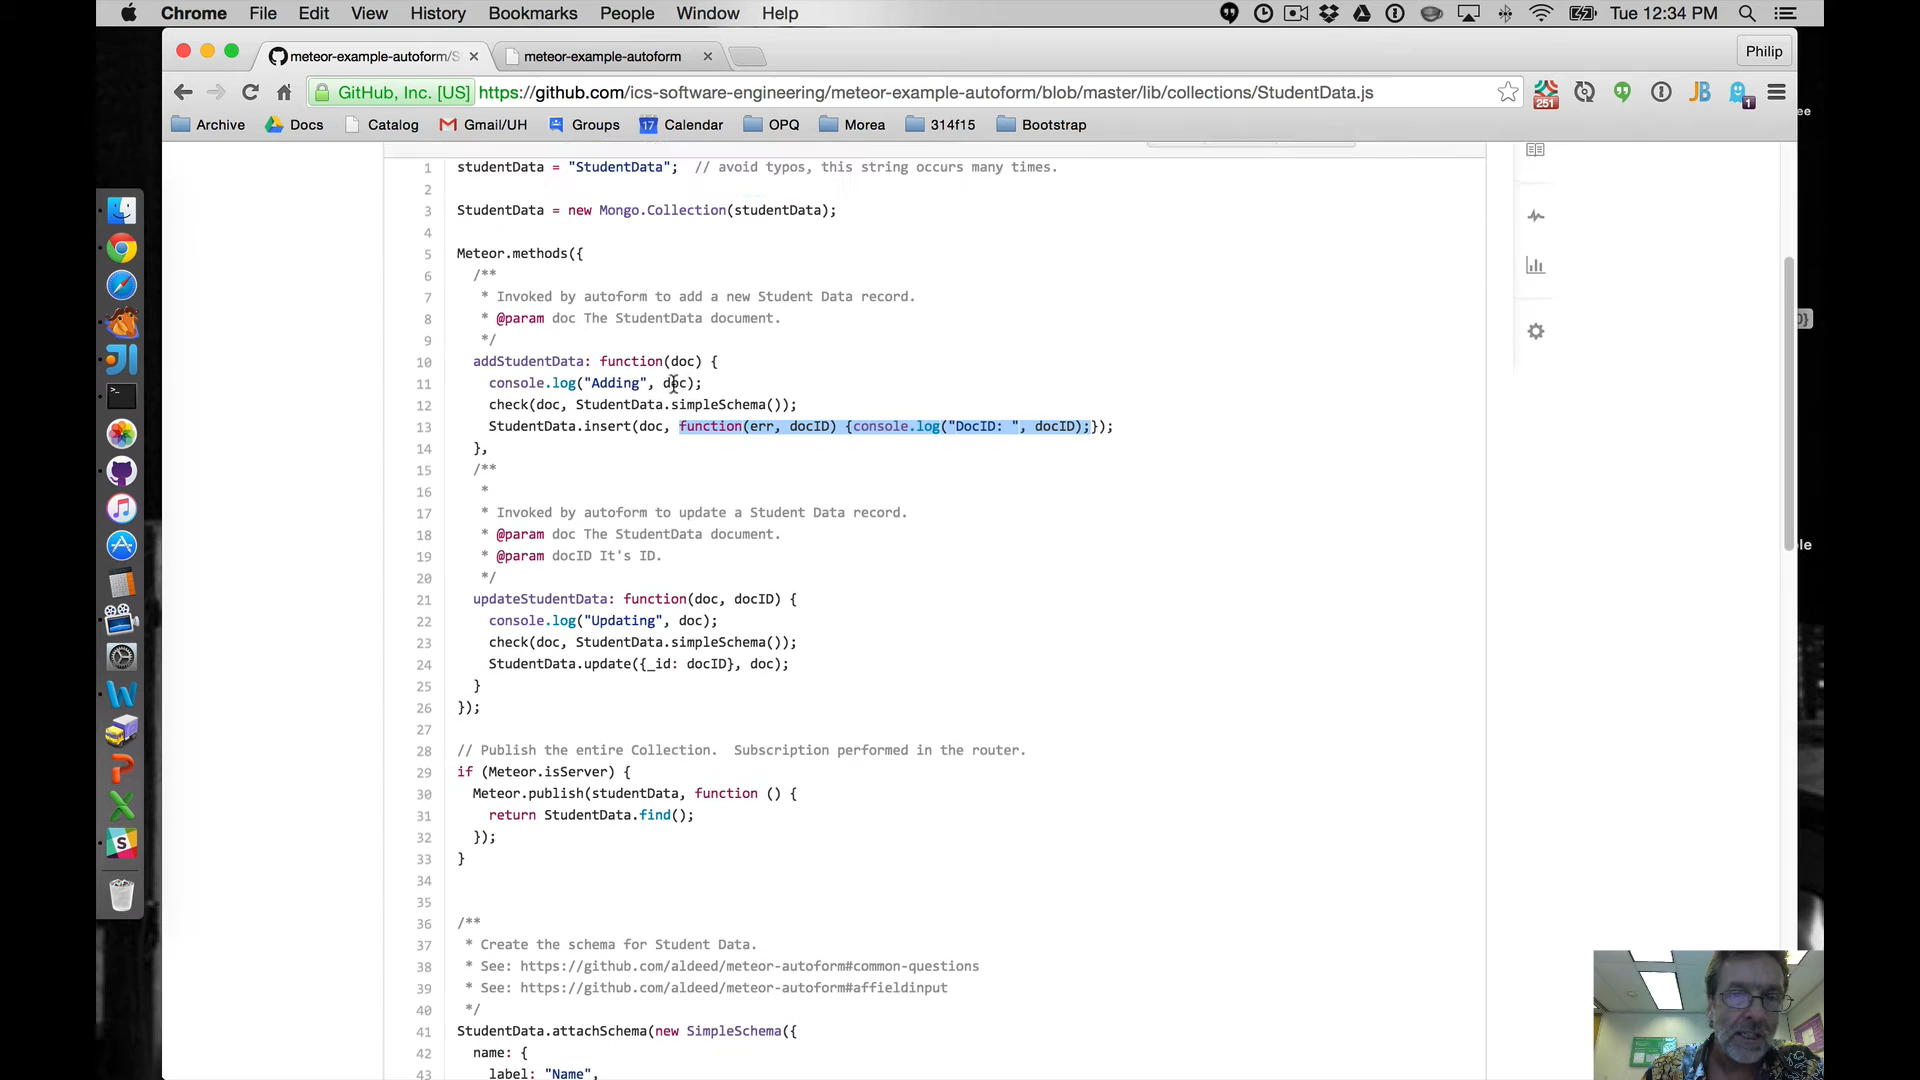 Chrome File Edit View History Bookmarks People Window Help Tue 12:34 PM
meteor-example-autoform/S meteor-example-autoform Philip
GitHub, Inc. [US] https://github.com/ics-software-engineering/meteor-example-autoform/blob/master/lib/collections/StudentData.js 251 JB 1
Archive Docs Catalog Gmail/UH Groups 17 Calendar OPQ Morea 314f15 Bootstrap
1 studentData = "StudentData"; // avoid typos, this string occurs many times.
2
3 StudentData = new Mongo.Collection(studentData);
4
5 Meteor.methods({
6 /**
7 * Invoked by autoform to add a new Student Data record.
8 * @param doc The StudentData document.
9 */
10 addStudentData: function(doc) {
11 console.log("Adding", doc);
12 check(doc, StudentData.simpleSchema());
13 StudentData.insert(doc, function(err, docID) {console.log("DocID: ", docID);});
14 },
15 /**
16 *
17 * Invoked by autoform to update a Student Data record.
18 * @param doc The StudentData document.
19 * @param docID It's ID.
20 */
21 updateStudentData: function(doc, docID) {
22 console.log("Updating", doc);
23 check(doc, StudentData.simpleSchema());
24 StudentData.update({_id: docID}, doc);
25 }
26 });
27
28 // Publish the entire Collection. Subscription performed in the router.
29 if (Meteor.isServer) {
30 Meteor.publish(studentData, function () {
31 return StudentData.find();
32 });
33 }
34
35
36 /**
37 * Create the schema for Student Data.
38 * See: https://github.com/aldeed/meteor-autoform#common-questions
39 * See: https://github.com/aldeed/meteor-autoform#affieldinput
40 */
41 StudentData.attachSchema(new SimpleSchema({
42 name: {
43 label: "Name",